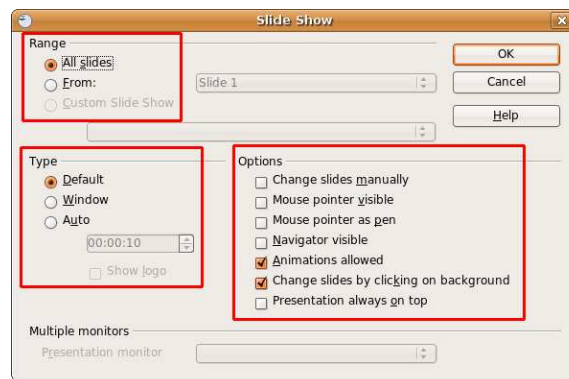 Slide Show
Range
All slides
From:
Slide 1
Custom Slide Show
OK
Cancel
Help
Type
Default
Window
Auto
00:00:10
Show logo
Options
Change slides manually
Mouse pointer visible
Mouse pointer as pen
Navigator visible
Animations allowed
Change slides by clicking on background
Presentation always on top
Multiple monitors
Presentation monitor